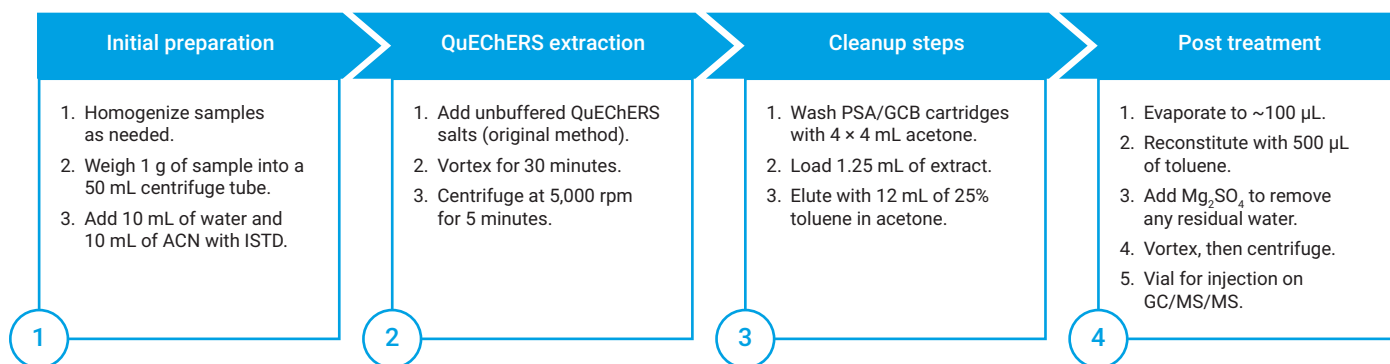 Initial preparation
1. Homogenize samples
as needed.
2. Weigh 1 g of sample into a
50 mL centrifuge tube.
3. Add 10 mL of water and
10 mL of ACN with ISTD.
1
QuEChERS extraction
1. Add unbuffered QuEChERS
salts (original method).
2. Vortex for 30 minutes.
3. Centrifuge at 5,000 rpm
for 5 minutes.
2
Cleanup steps
1. Wash PSA/GCB cartridges
with 4 × 4 mL acetone.
2. Load 1.25 mL of extract.
3. Elute with 12 mL of 25%
toluene in acetone.
3
Post treatment
1. Evaporate to ~100 µL.
2. Reconstitute with 500 µL
of toluene.
3. Add Mg₂SO₄ to remove
any residual water.
4. Vortex, then centrifuge.
5. Vial for injection on
GC/MS/MS.
4